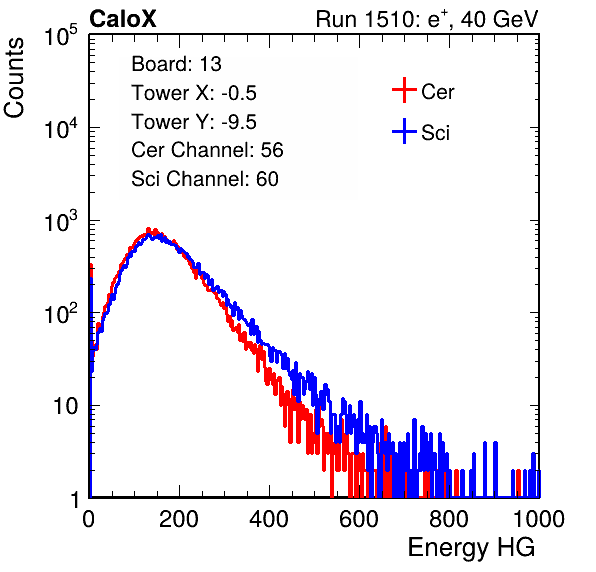 CaloX
Run 1510: e⁺, 40 GeV
Counts
Board: 13
Tower X: -0.5
Tower Y: -9.5
Cer Channel: 56
Sci Channel: 60
Cer
Sci
10⁵
10⁴
10³
10²
10
1
0 200 400 600 800 1000
Energy HG